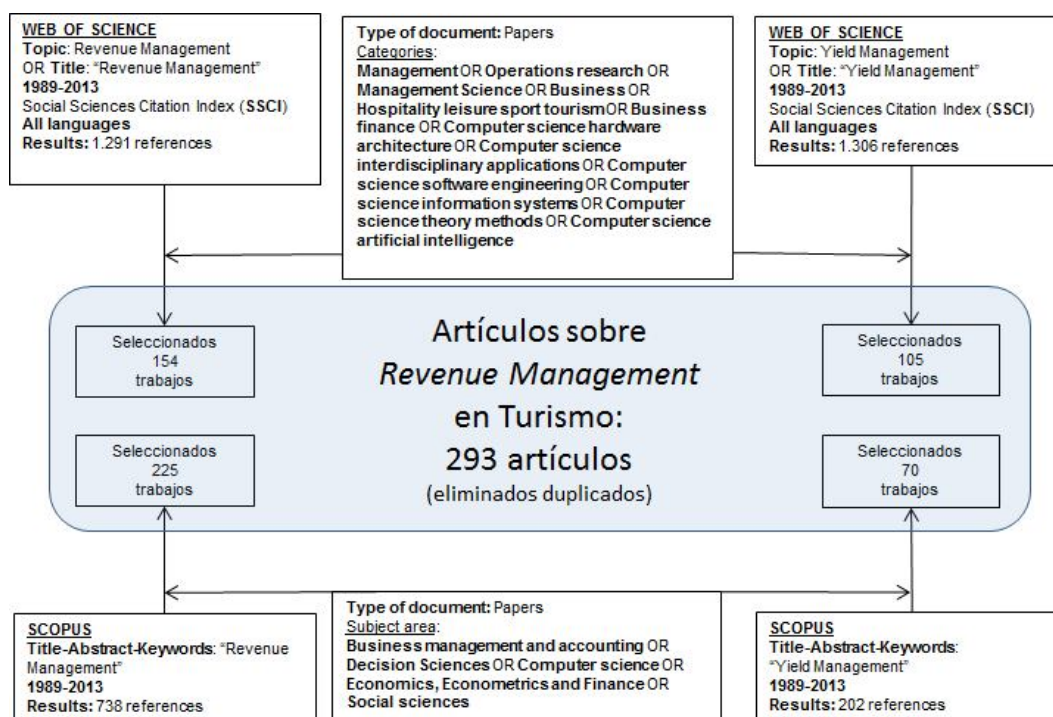 WEB OF SCIENCE
Topic: Revenue Management
OR Title: “Revenue Management”
1989-2013
Social Sciences Citation Index (SSCI)
All languages
Results: 1.291 references
Type of document: Papers
Categories:
Management OR Operations research OR
Management Science OR Business OR
Hospitality leisure sport tourismOR Business
finance OR Computer science hardware
architecture OR Computer science
interdisciplinary applications OR Computer
science software engineering OR Computer
science information systems OR Computer
science theory methods OR Computer science
artificial intelligence
WEB OF SCIENCE
Topic: Yield Management
OR Title: “Yield Management”
1989-2013
Social Sciences Citation Index (SSCI)
All languages
Results: 1.306 references
Seleccionados
154
trabajos
Artículos sobre
Revenue Management
en Turismo:
293 artículos
(eliminados duplicados)
Seleccionados
105
trabajos
Seleccionados
225
trabajos
Seleccionados
70
trabajos
SCOPUS
Title-Abstract-Keywords: “Revenue
Management”
1989-2013
Results: 738 references
Type of document: Papers
Subject area:
Business management and accounting OR
Decision Sciences OR Computer science OR
Economics, Econometrics and Finance OR
Social sciences
SCOPUS
Title-Abstract-Keywords:
“Yield Management”
1989-2013
Results: 202 references